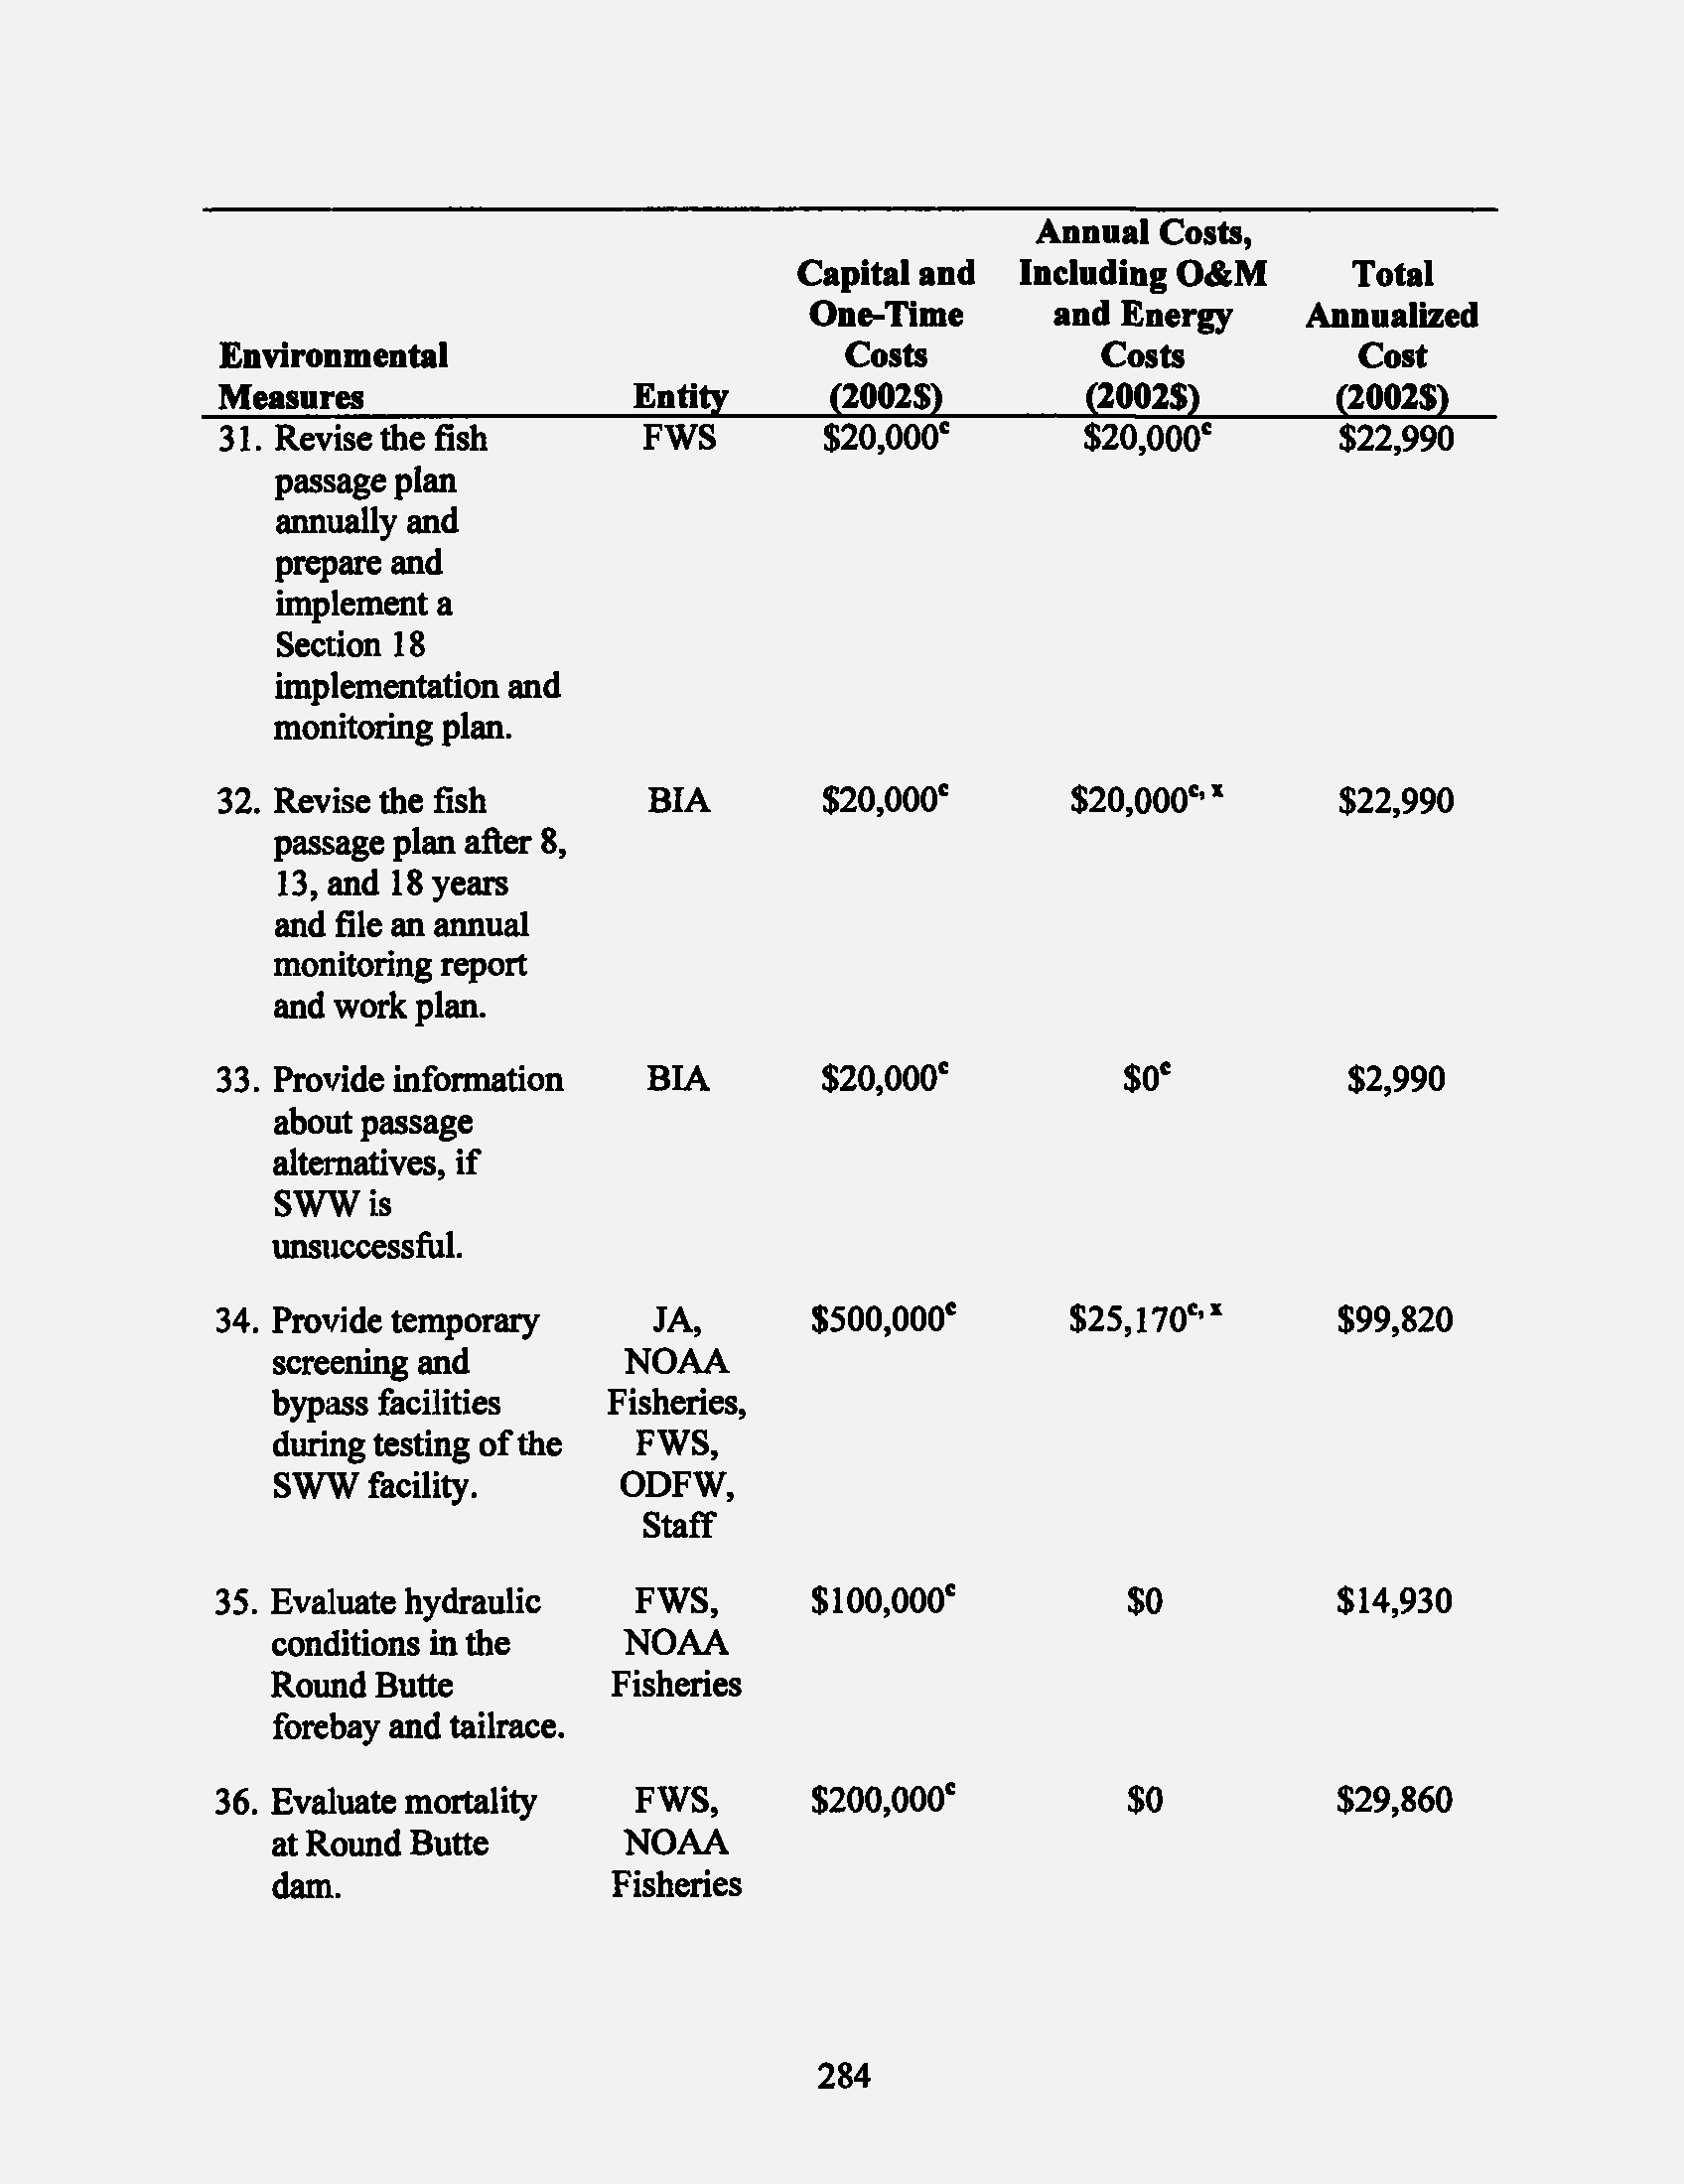 Annual Costs,
Capital and Including O&M Total
One-Time and Energy Annualized
Environmental Costs Costs Cost
Measures Entity (2002$) (2002$) (2002$)
31. Revise the fish FWS $20,000ᶜ $20,000ᶜ $22,990
passage plan
annually and
prepare and
implement a
Section 18
implementation and
monitoring plan.
32. Revise the fish BIA $20,000ᶜ $20,000ᶜ, ˣ $22,990
passage plan after 8,
13, and 18 years
and file an annual
monitoring report
and work plan.
33. Provide information BIA $20,000ᶜ $0ᶜ $2,990
about passage
alternatives, if
SWW is
unsuccessful.
34. Provide temporary JA, $500,000ᶜ $25,170ᶜ, ˣ $99,820
screening and NOAA
bypass facilities Fisheries,
during testing of the FWS,
SWW facility. ODFW,
Staff
35. Evaluate hydraulic FWS, $100,000ᶜ $0 $14,930
conditions in the NOAA
Round Butte Fisheries
forebay and tailrace.
36. Evaluate mortality FWS, $200,000ᶜ $0 $29,860
at Round Butte NOAA
dam. Fisheries
284